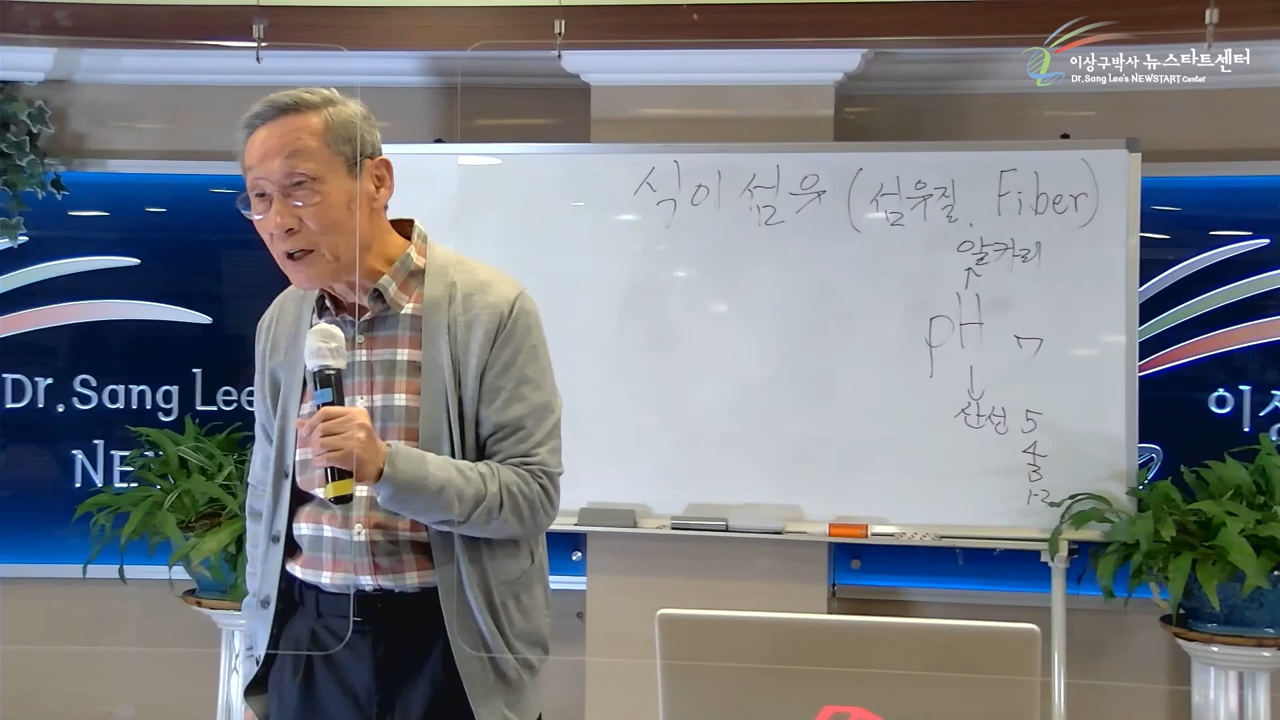 이상구박사 뉴스타트센터
Dr.Sang Lee's NEWSTART Center
식이섬유 (섬유질, Fiber)
알카리
↑
pH 7
↓
산성 5
4
3
1-2
Dr. Sang Lee
NE
이상